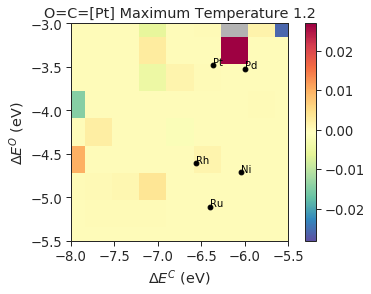 O=C=[Pt] Maximum Temperature 1.2
−3.0
−3.5
−4.0
−4.5
−5.0
−5.5
ΔE^O (eV)
Pt
Pd
Rh
Ni
Ru
−8.0 −7.5 −7.0 −6.5 −6.0 −5.5
ΔE^C (eV)
0.02
0.01
0.00
−0.01
−0.02